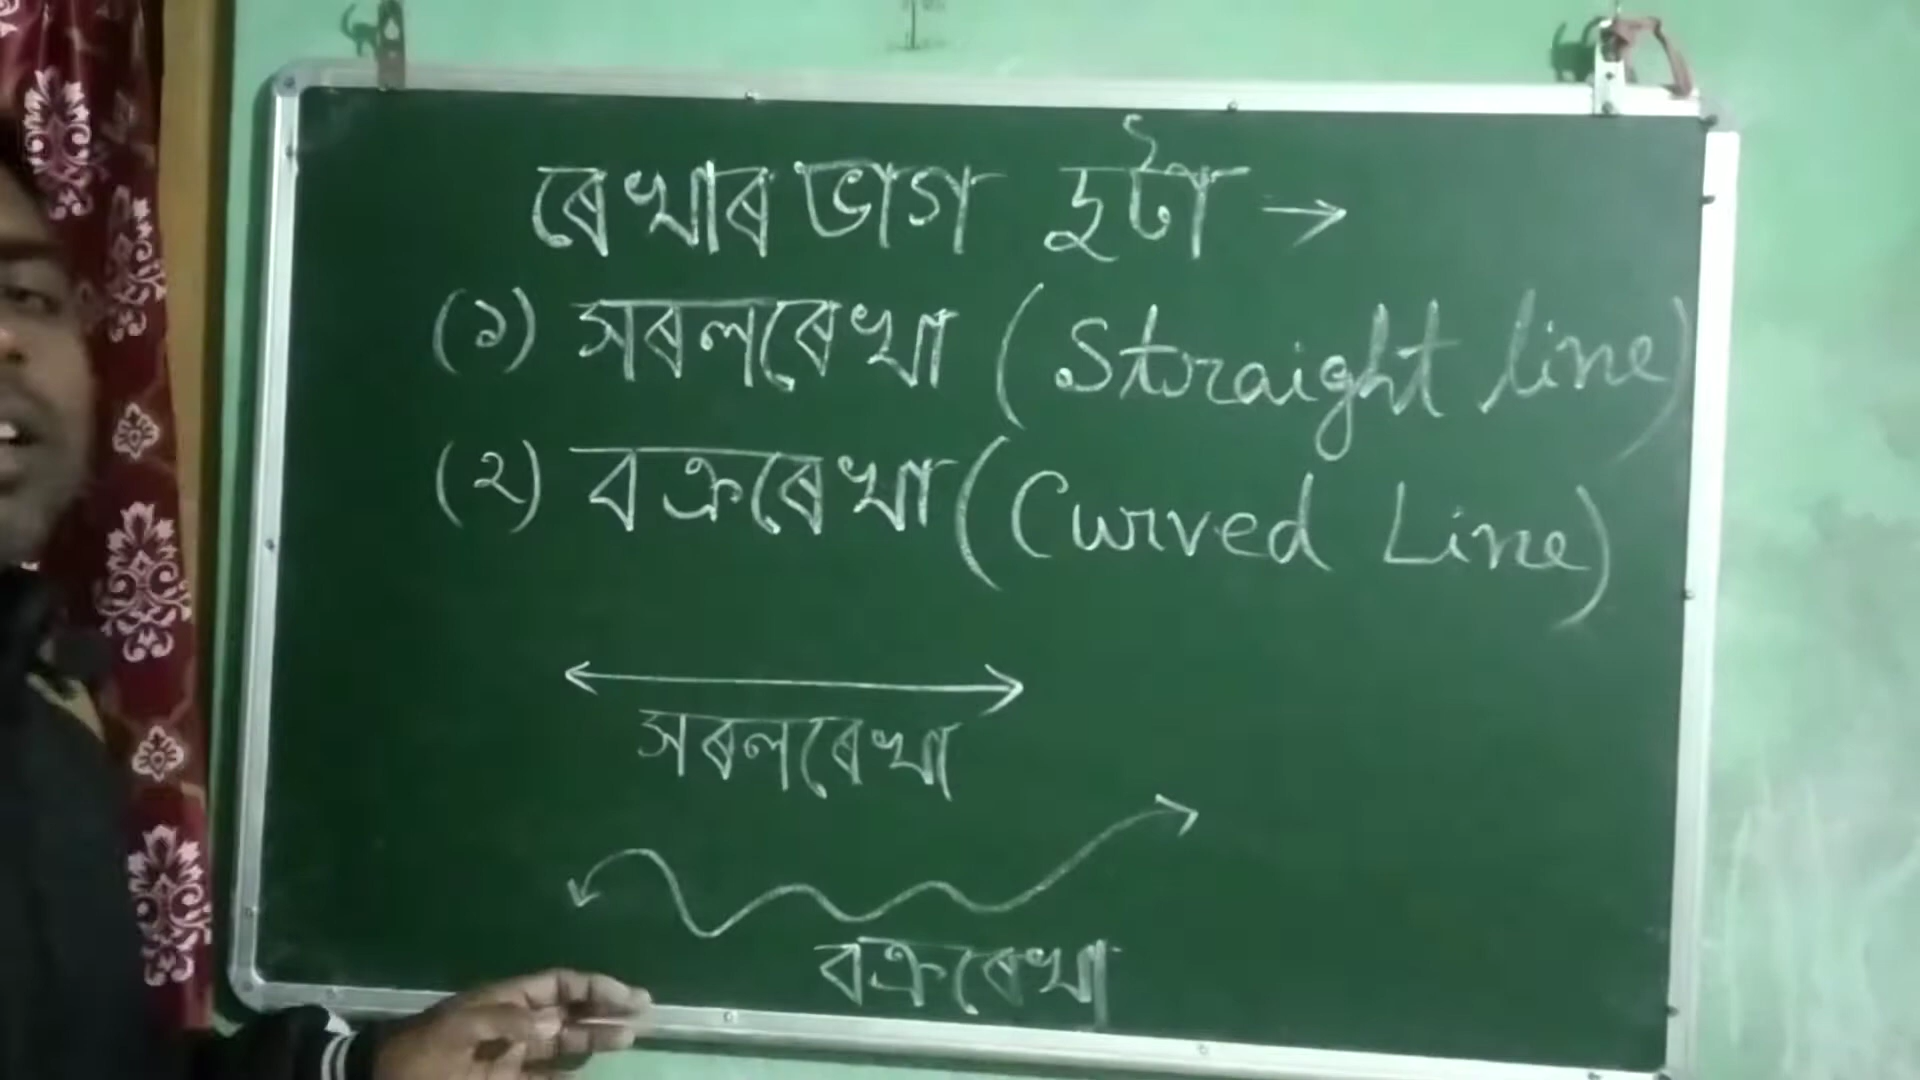 ৰেখাৰ ভাগ দুটা →
(১) সৰলৰেখা (Straight line)
(২) বক্ৰৰেখা (Curved Line)
সৰলৰেখা
বক্ৰৰেখা